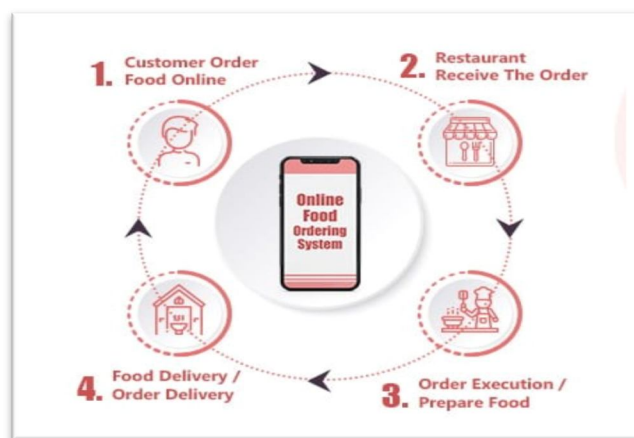 1. Customer Order
Food Online
2. Restaurant
Receive The Order
Online
Food
Ordering
System
3. Order Execution /
Prepare Food
4. Food Delivery /
Order Delivery